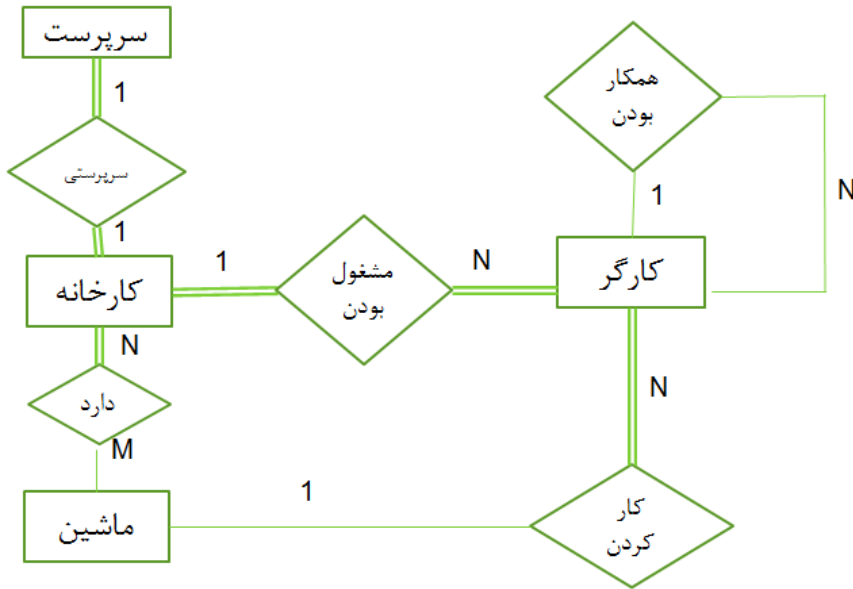 سرپرست
1
سرپرستی
1
همکار
بودن
1
N
کارخانه
1
مشغول
بودن
N
کارگر
N
دارد
M
N
ماشین
1
کار
کردن